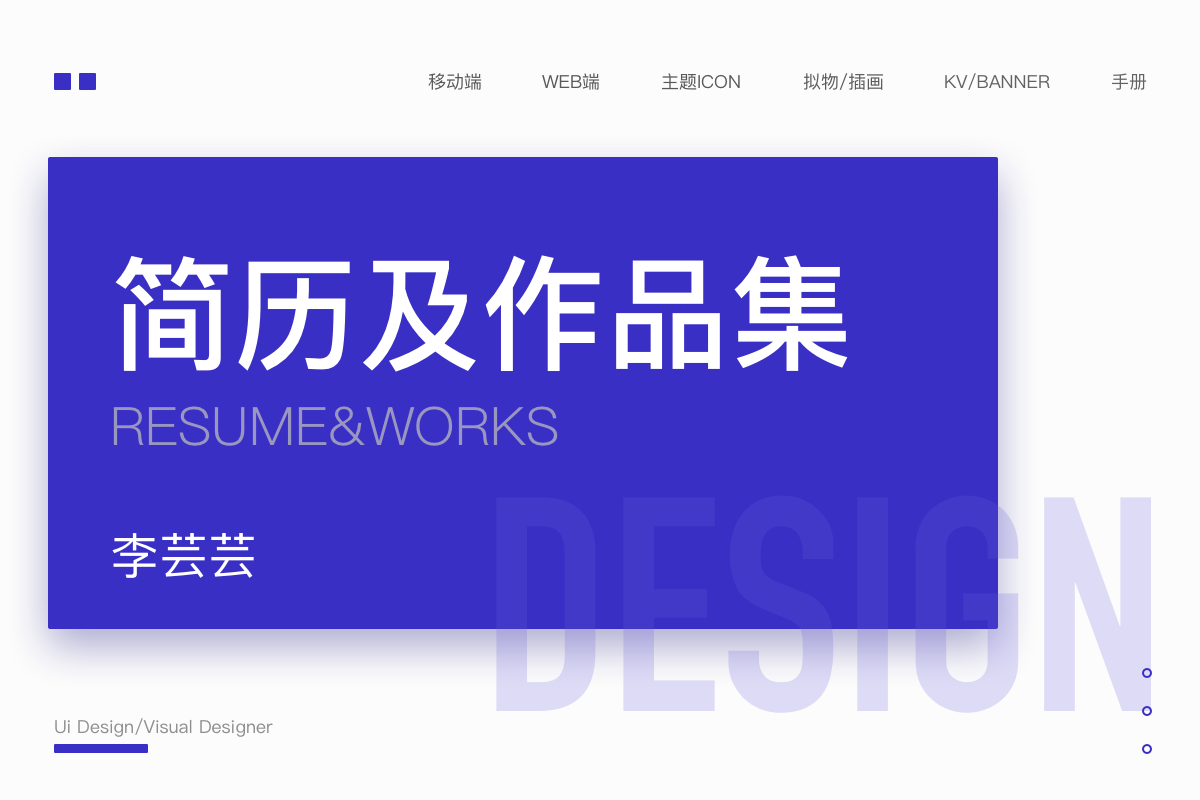 移动端 WEB端 主题ICON 拟物/插画 KV/BANNER 手册
简历及作品集
RESUME&WORKS
李芸芸
DESIGN
Ui Design/Visual Designer